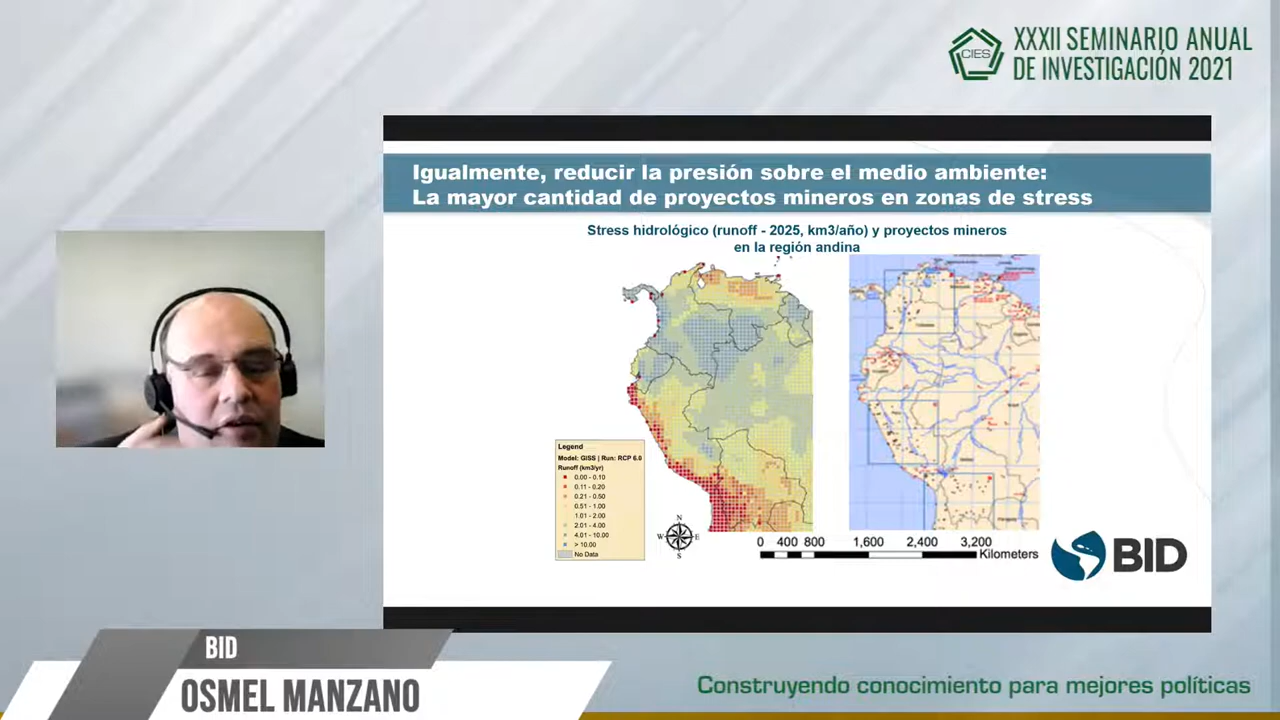 CIES
XXXII SEMINARIO ANUAL
DE INVESTIGACIÓN 2021
Igualmente, reducir la presión sobre el medio ambiente:
La mayor cantidad de proyectos mineros en zonas de stress
Stress hidrológico (runoff - 2025, km3/año) y proyectos mineros
en la región andina
Legend
Model: GISS | Run: RCP 6.0
Runoff (km3/yr)
0.00 - 0.10
0.11 - 0.20
0.21 - 0.50
0.51 - 1.00
1.01 - 2.00
2.01 - 4.00
4.01 - 10.00
> 10.00
No Data
N
W E
S
0 400 800 1,600 2,400 3,200
Kilometers
BID
BID
OSMEL MANZANO
Construyendo conocimiento para mejores políticas